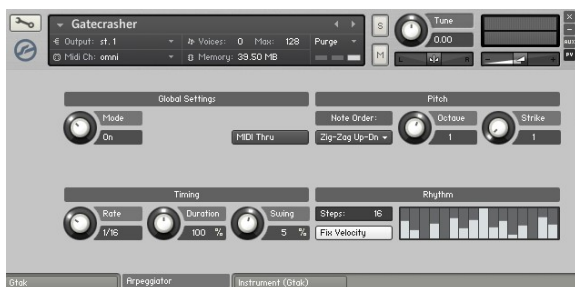 Gatecrasher
Output: st. 1
Voices: 0 Max: 128
Purge
Midi Ch: omni
Memory: 39.50 MB
S
M
Tune
0.00
L R
- +
×
-
AUX
PV
Global Settings
Pitch
Mode
On
MIDI Thru
Note Order:
Zig-Zag Up-Dn
Octave
1
Strike
1
Timing
Rhythm
Rate
1/16
Duration
100 %
Swing
5 %
Steps: 16
Fix Velocity
Gtak
Arpeggiator
Instrument (Gtak)